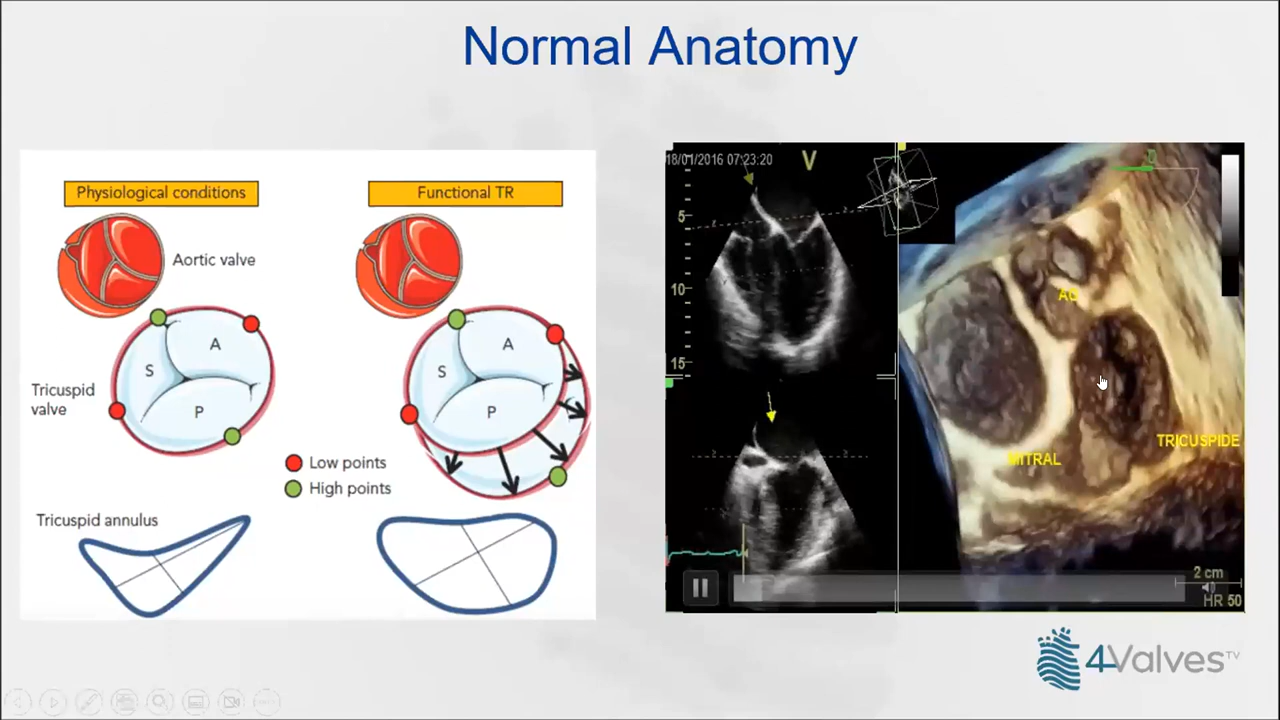 Normal Anatomy
Physiological conditions
Functional TR
Aortic valve
S
A
P
Tricuspid
valve
S
A
P
Low points
High points
Tricuspid annulus
18/01/2016 07:23:20
V
5
10
15
AO
MITRAL
TRICUSPIDE
2 cm
HR 50
4Valves TV